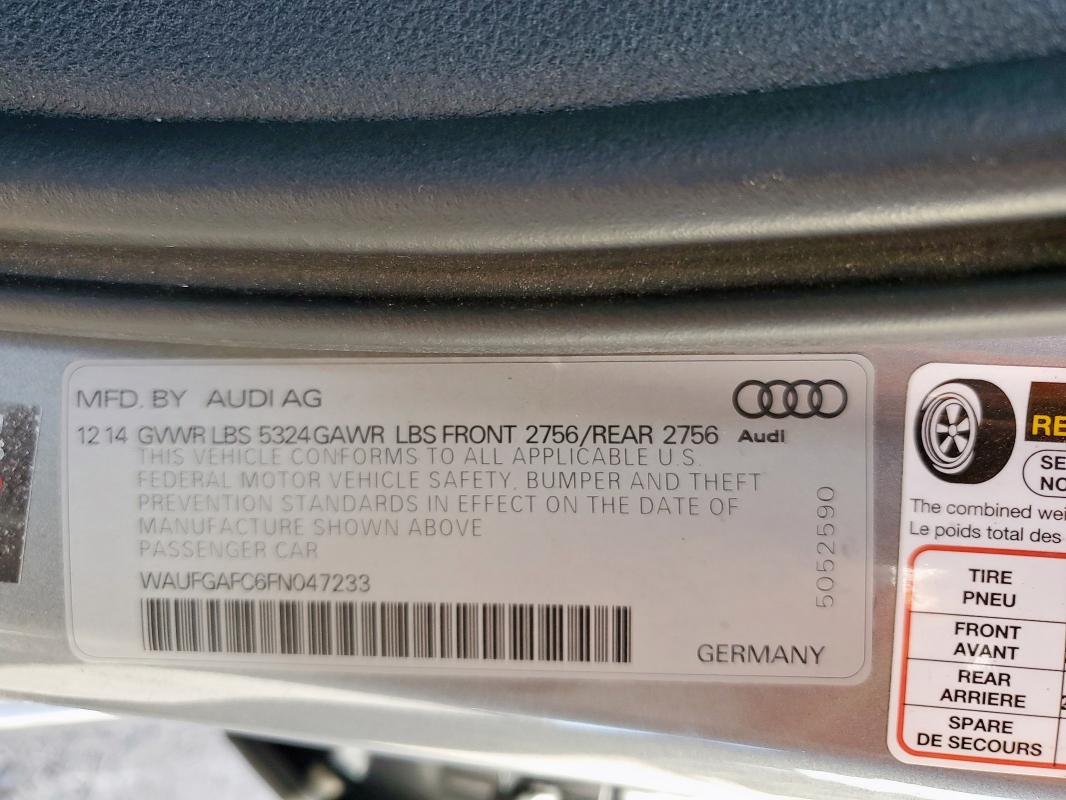 MFD. BY AUDI AG
12 14 GVWR LBS 5324 GAWR LBS FRONT 2756/REAR 2756
Audi
THIS VEHICLE CONFORMS TO ALL APPLICABLE U.S.
FEDERAL MOTOR VEHICLE SAFETY, BUMPER AND THEFT
PREVENTION STANDARDS IN EFFECT ON THE DATE OF
MANUFACTURE SHOWN ABOVE
PASSENGER CAR
WAUFGAFC6FN047233
5052590
GERMANY
The combined
Le poids total des
TIRE
PNEU
FRONT
AVANT
REAR
ARRIERE
SPARE
DE SECOURS